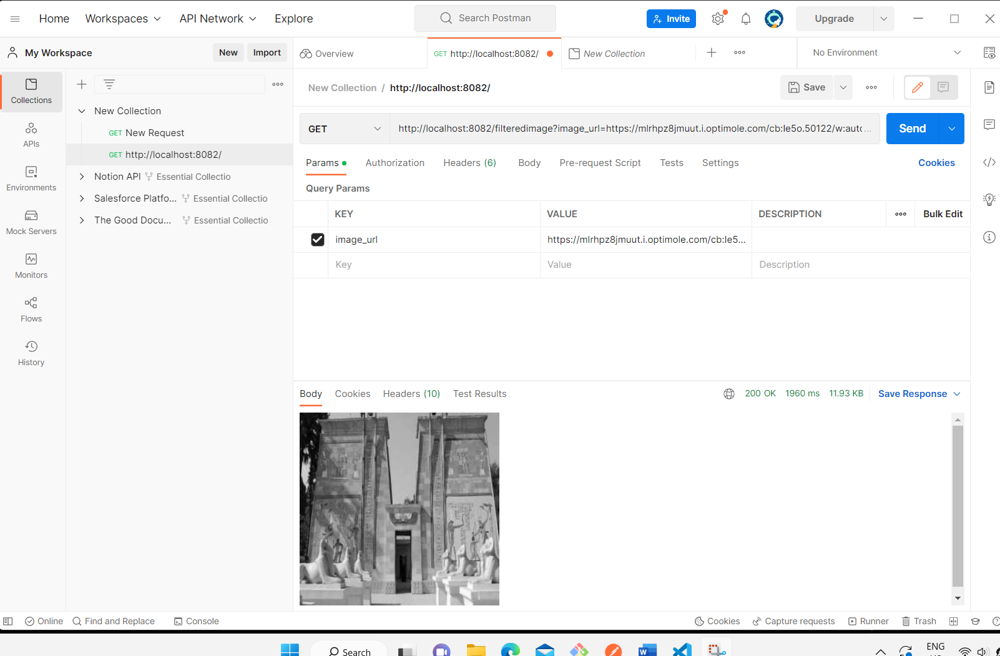 Home Workspaces API Network Explore Search Postman Invite Upgrade
My Workspace New Import Overview GET http://localhost:8082/ New Collection No Environment
Collections
APIs
Environments
Mock Servers
Monitors
Flows
History
New Collection
GET New Request
GET http://localhost:8082/
Notion API Essential Collectio
Salesforce Platfo... Essential Collectio
The Good Docu... Essential Collectio
New Collection / http://localhost:8082/ Save
GET http://localhost:8082/filteredimage?image_url=https://mlrhpz8jmuut.i.optimole.com/cb:le5o.50122/w:autc... Send
Params Authorization Headers (6) Body Pre-request Script Tests Settings Cookies
Query Params
KEY VALUE DESCRIPTION Bulk Edit
image_url https://mlrhpz8jmuut.i.optimole.com/cb:le5...
Key Value Description
Body Cookies Headers (10) Test Results 200 OK 1960 ms 11.93 KB Save Response
Online Find and Replace Console Cookies Capture requests Runner Trash
Search ENG